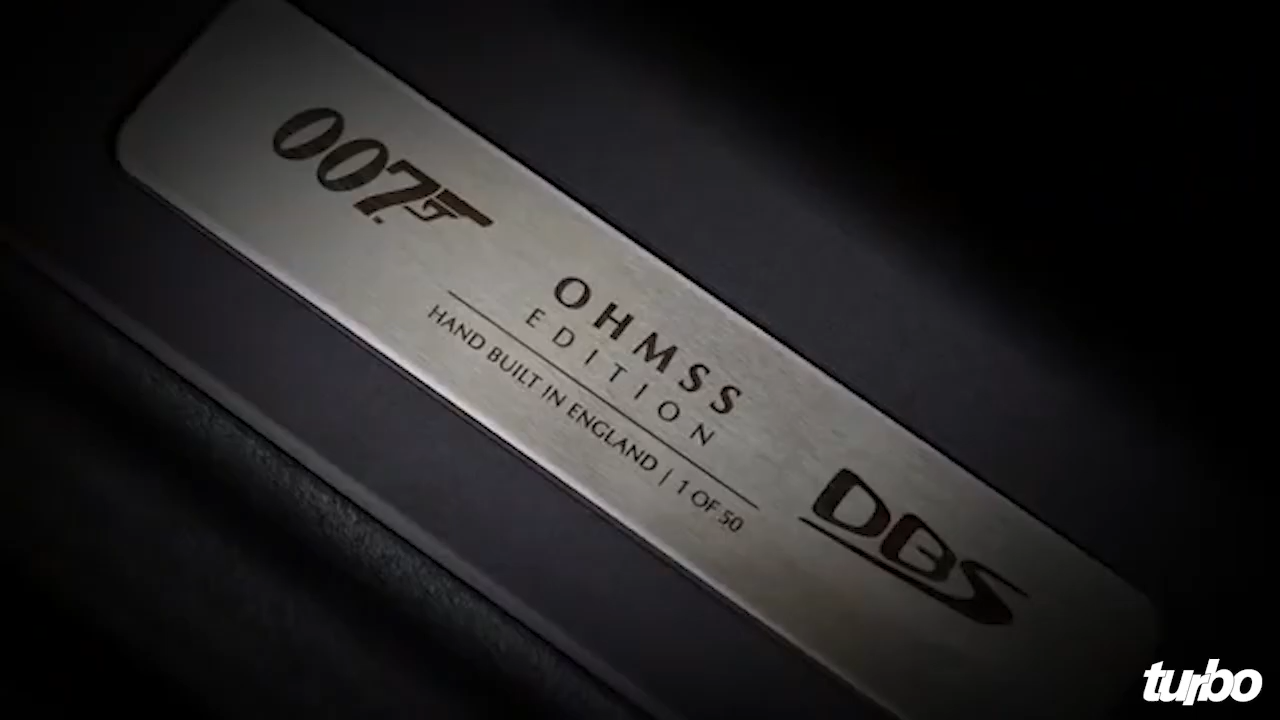 007
OHMSS
EDITION
HAND BUILT IN ENGLAND | 1 OF 50
DBS
turbo